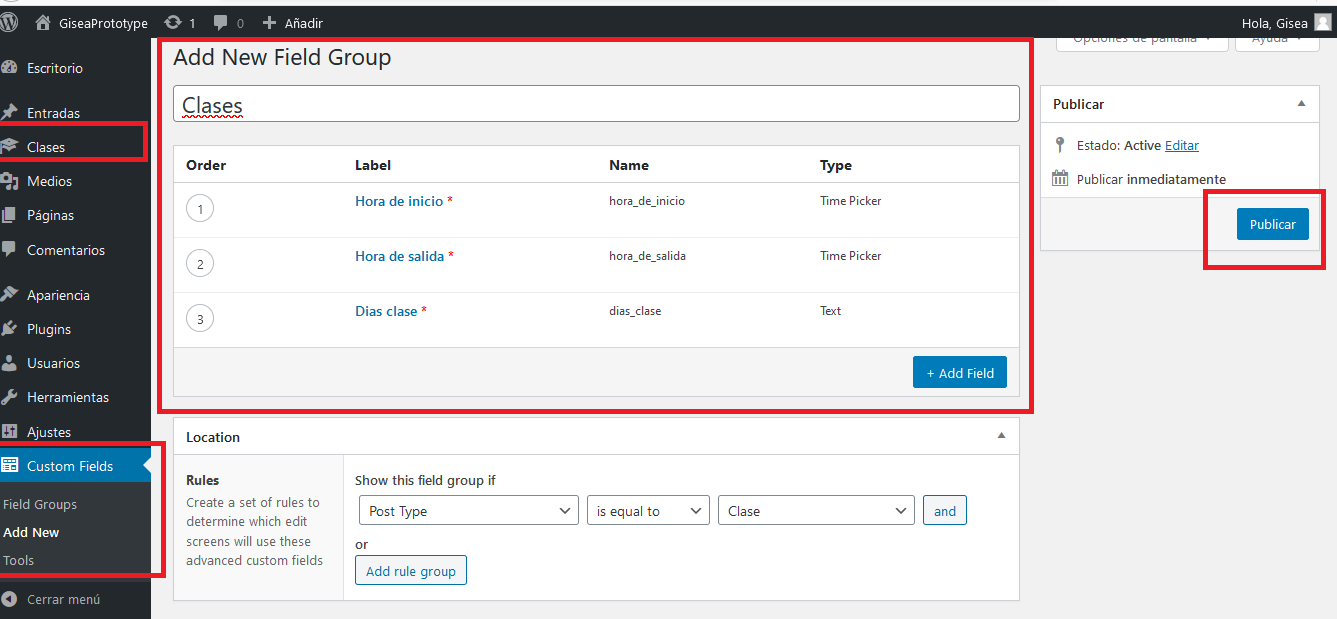 GiseaPrototype 1 0 Añadir Hola, Gisea
Opciones de pantalla Ayuda
Escritorio
Entradas
Clases
Medios
Páginas
Comentarios
Apariencia
Plugins
Usuarios
Herramientas
Ajustes
Custom Fields
Field Groups
Add New
Tools
Cerrar menú
Add New Field Group
Clases
Order Label Name Type
1 Hora de inicio * hora_de_inicio Time Picker
2 Hora de salida * hora_de_salida Time Picker
3 Dias clase * dias_clase Text
+ Add Field
Location
Rules
Create a set of rules to
determine which edit
screens will use these
advanced custom fields
Show this field group if
Post Type is equal to Clase and
or
Add rule group
Publicar
Estado: Active Editar
Publicar inmediatamente
Publicar